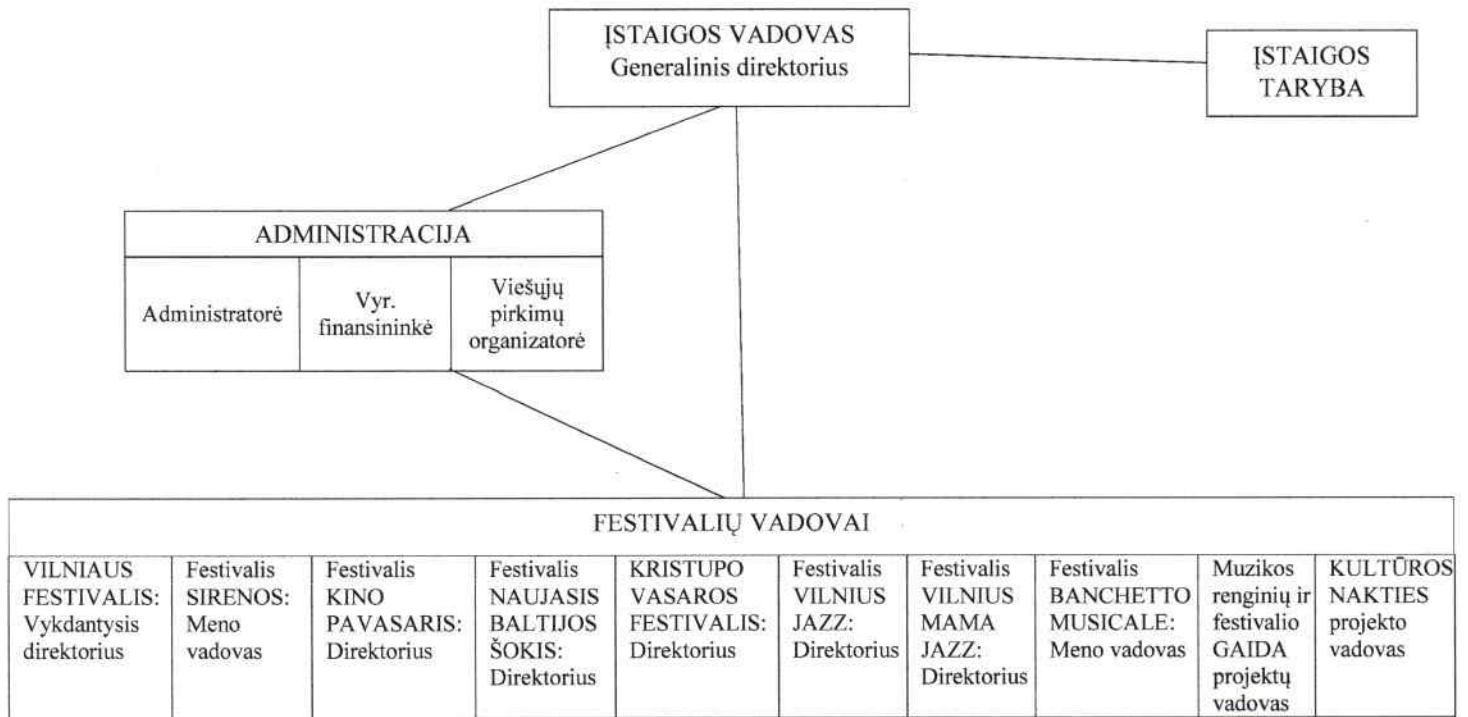 ĮSTAIGOS VADOVAS
Generalinis direktorius
ĮSTAIGOS
TARYBA
ADMINISTRACIJA
Administratorė
Vyr.
finansininkė
Viešųjų
pirkimų
organizatorė
FESTIVALIŲ VADOVAI
VILNIAUS
FESTIVALIS:
Vykdantysis
direktorius
Festivalis
SIRENOS:
Meno
vadovas
Festivalis
KINO
PAVASARIS:
Direktorius
Festivalis
NAUJASIS
BALTIJOS
ŠOKIS:
Direktorius
KRISTUPO
VASAROS
FESTIVALIS:
Direktorius
Festivalis
VILNIUS
JAZZ:
Direktorius
Festivalis
VILNIUS
MAMA
JAZZ:
Direktorius
Festivalis
BANCHETTO
MUSICALE:
Meno vadovas
Muzikos
renginių ir
festivalio
GAIDA
projektų
vadovas
KULTŪROS
NAKTIES
projekto
vadovas